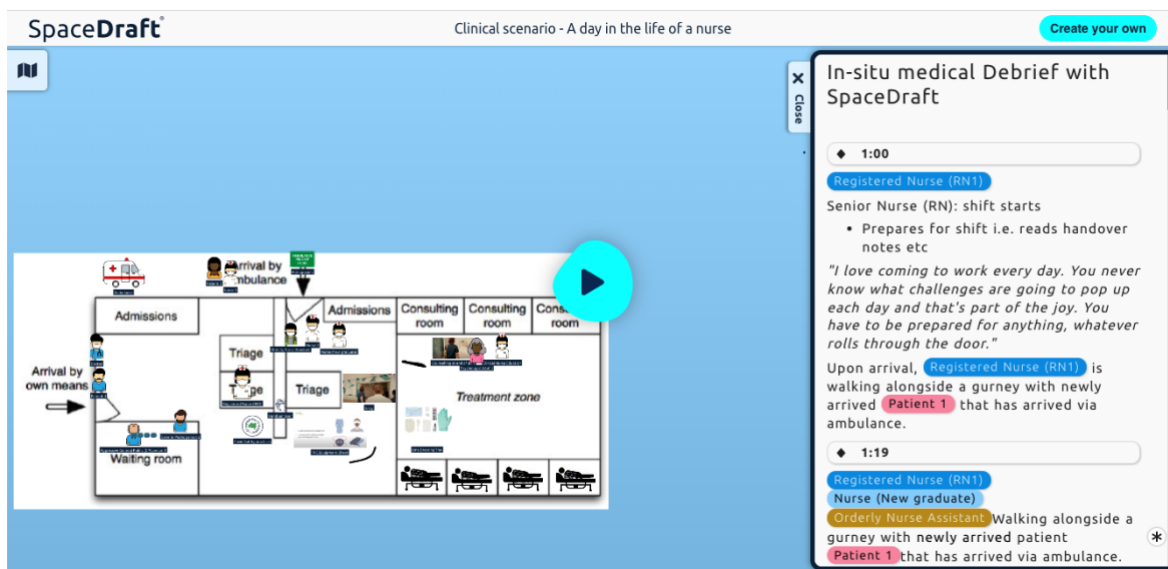 SpaceDraft
Clinical scenario - A day in the life of a nurse
Create your own
Close
Arrival by
ambulance
Admissions
Admissions
Consulting
room
Consulting
room
room
Triage
Triage
Arrival by
own means
Treatment zone
Waiting room
In-situ medical Debrief with
SpaceDraft
1:00
Registered Nurse (RN1)
Senior Nurse (RN): shift starts
• Prepares for shift i.e. reads handover
notes etc
"I love coming to work every day. You never
know what challenges are going to pop up
each day and that's part of the joy. You
have to be prepared for anything, whatever
rolls through the door."
Upon arrival, Registered Nurse (RN1) is
walking alongside a gurney with newly
arrived Patient 1 that has arrived via
ambulance.
1:19
Registered Nurse (RN1)
Nurse (New graduate)
Orderly Nurse Assistant Walking alongside a
gurney with newly arrived patient
Patient 1 that has arrived via ambulance.